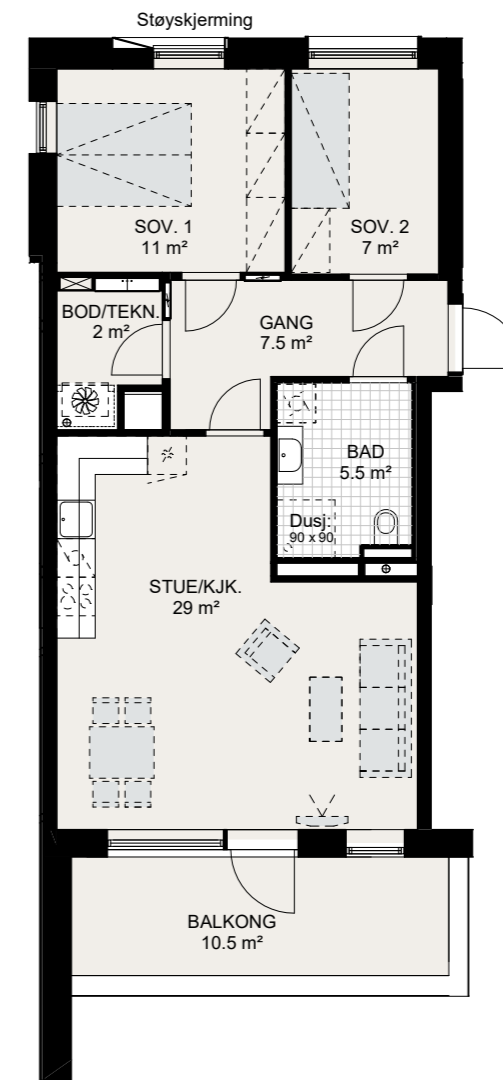 Støyskjerming
SOV. 1
11 m²
SOV. 2
7 m²
BOD/TEKN.
2 m²
GANG
7.5 m²
BAD
5.5 m²
Dusj:
90 x 90
STUE/KJK.
29 m²
BALKONG
10.5 m²